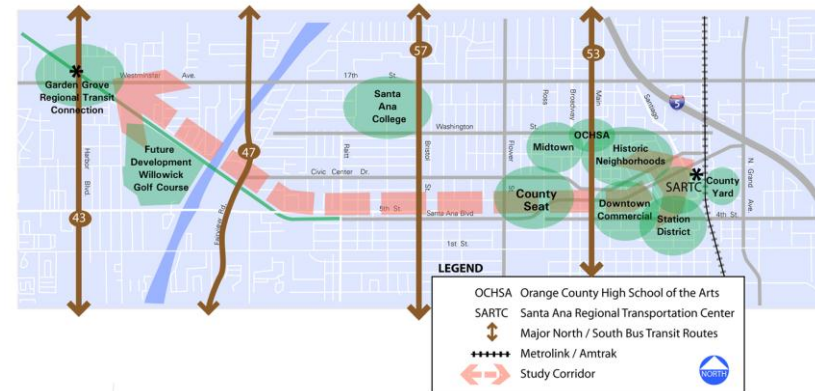 57
53
Westminster Ave.
17th St.
Garden Grove
Regional Transit
Connection
Santa
Ana
College
Ross
Broadway
Main
Santiago
5
Future
Development
Willowick
Golf Course
Harbor
Blvd.
47
Fairview Rd.
Raitt
Washington St.
Bristol
St.
Flower
Civic Center Dr.
OCHSA
Midtown
Historic
Neighborhoods
SARTC
County
Yard
N Grand Ave.
43
5th St.
Santa Ana Blvd
County
Seat
Downtown
Commercial
Station
District
4th St.
1st St.
LEGEND
OCHSA Orange County High School of the Arts
SARTC Santa Ana Regional Transportation Center
Major North / South Bus Transit Routes
Metrolink / Amtrak
Study Corridor
NORTH